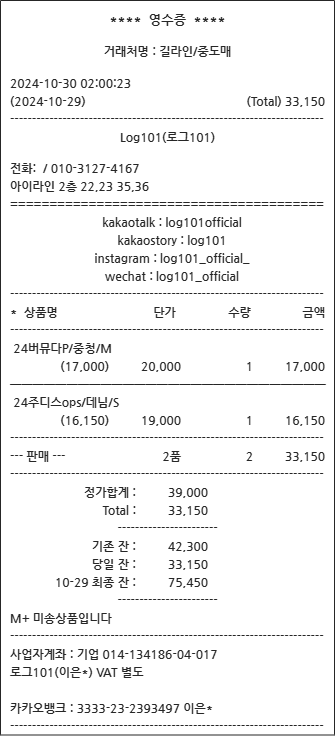 **** 영수증 ****
거래처명 : 길라인/중도매
2024-10-30 02:00:23
(2024-10-29) (Total) 33,150
Log101(로그101)
전화: / 010-3127-4167
아이라인 2층 22,23 35,36
kakaotalk : log101official
kakaostory : log101
instagram : log101_official_
wechat : log101_official
* 상품명 단가 수량 금액
24버뮤다P/중청/M
(17,000) 20,000 1 17,000
24주디스ops/데님/S
(16,150) 19,000 1 16,150
--- 판매 --- 2품 2 33,150
정가합계 : 39,000
Total : 33,150
기존 잔 : 42,300
당일 잔 : 33,150
10-29 최종 잔 : 75,450
M+ 미송상품입니다
사업자계좌 : 기업 014-134186-04-017
로그101(이은*) VAT 별도
카카오뱅크 : 3333-23-2393497 이은*